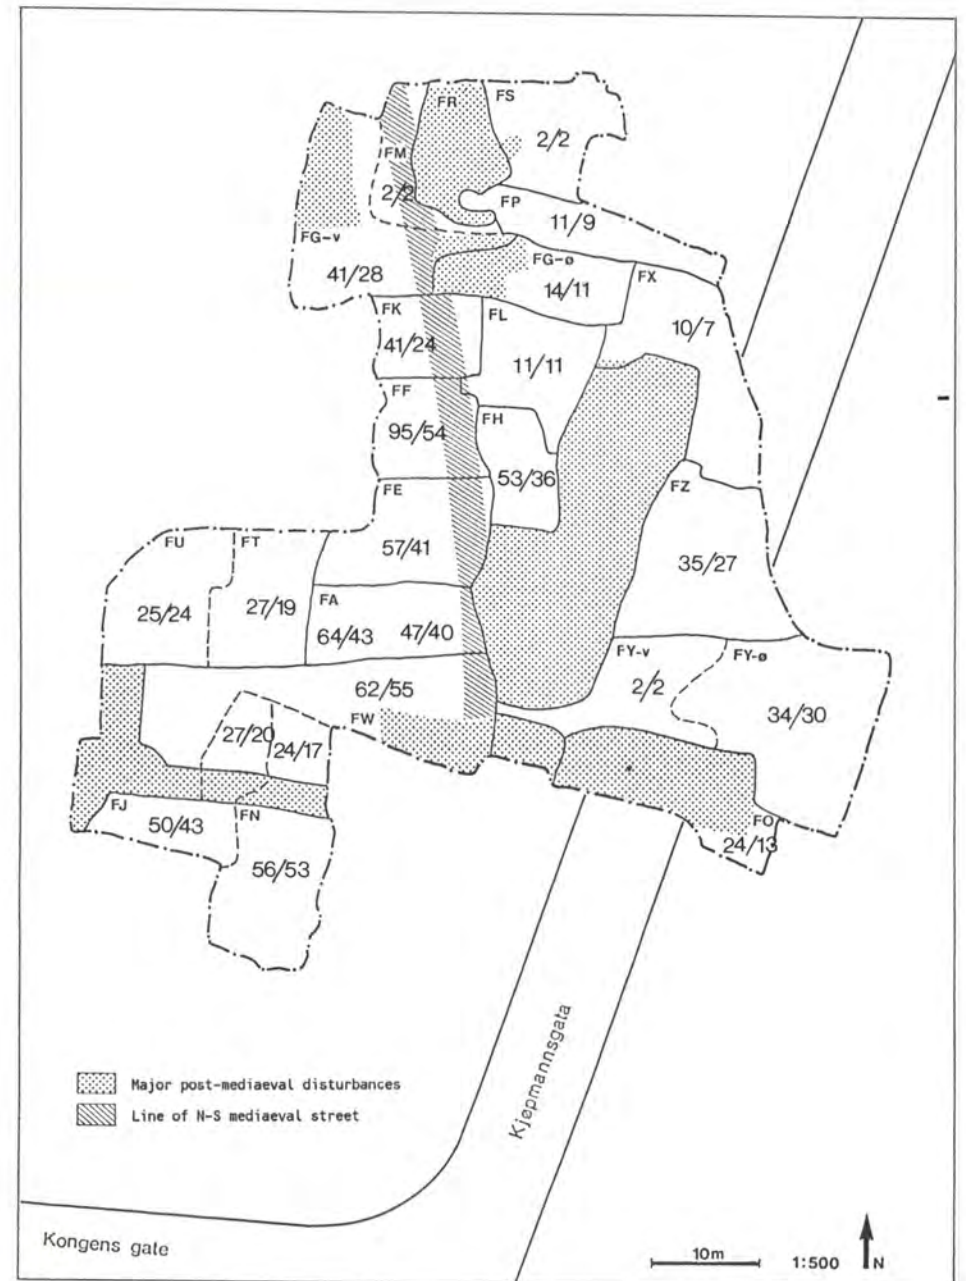 FR
FS
2/2
FM
2/2
FP
11/9
FG-v
41/28
FG-ø
14/11
FX
10/7
FK
41/24
FL
11/11
FF
95/54
FH
53/36
FE
57/41
FZ
35/27
FU
25/24
FT
27/19
FA
64/43
47/40
FY-v
2/2
FY-ø
34/30
62/55
FW
27/20
24/17
FJ
50/43
FN
56/53
FO
24/13
Kjøpmannsgata
Major post-mediaeval disturbances
Line of N-S mediaeval street
Kongens gate
10m
1:500
N